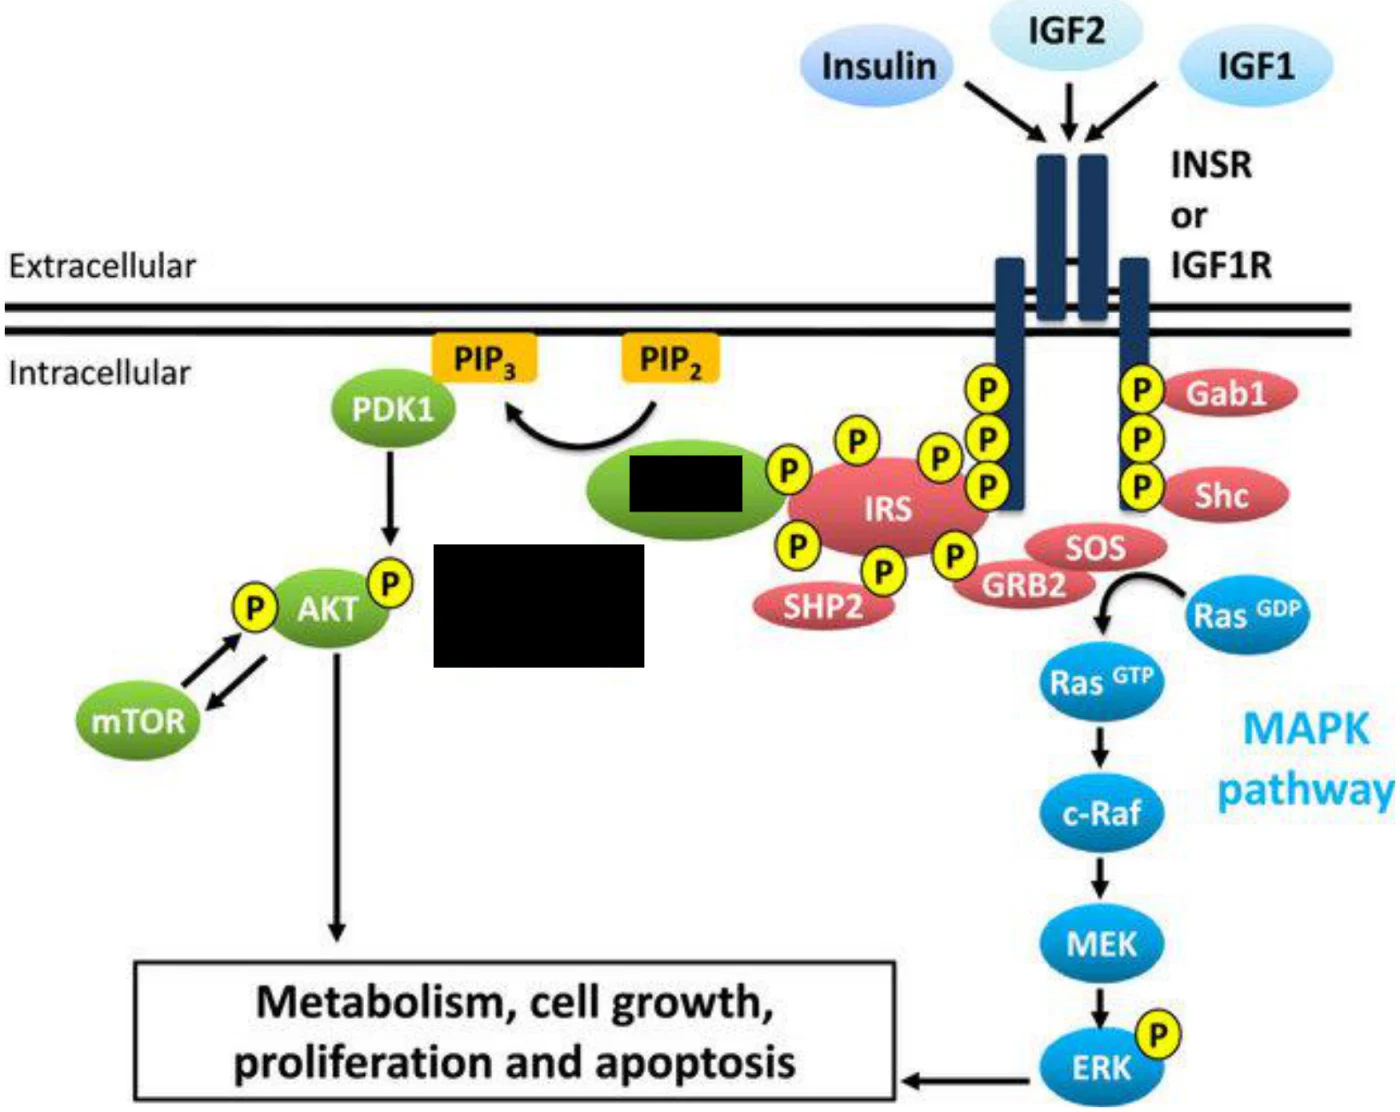 IGF2
Insulin
IGF1
INSR
or
IGF1R
Extracellular
Intracellular
PIP3
PIP2
PDK1
P
Gab1
P
P
P
P
P
P
P
P
IRS
Shc
P
SOS
P
P
GRB2
P
SHP2
P
AKT
P
Ras GDP
Ras GTP
mTOR
MAPK
pathway
c-Raf
MEK
Metabolism, cell growth,
proliferation and apoptosis
P
ERK